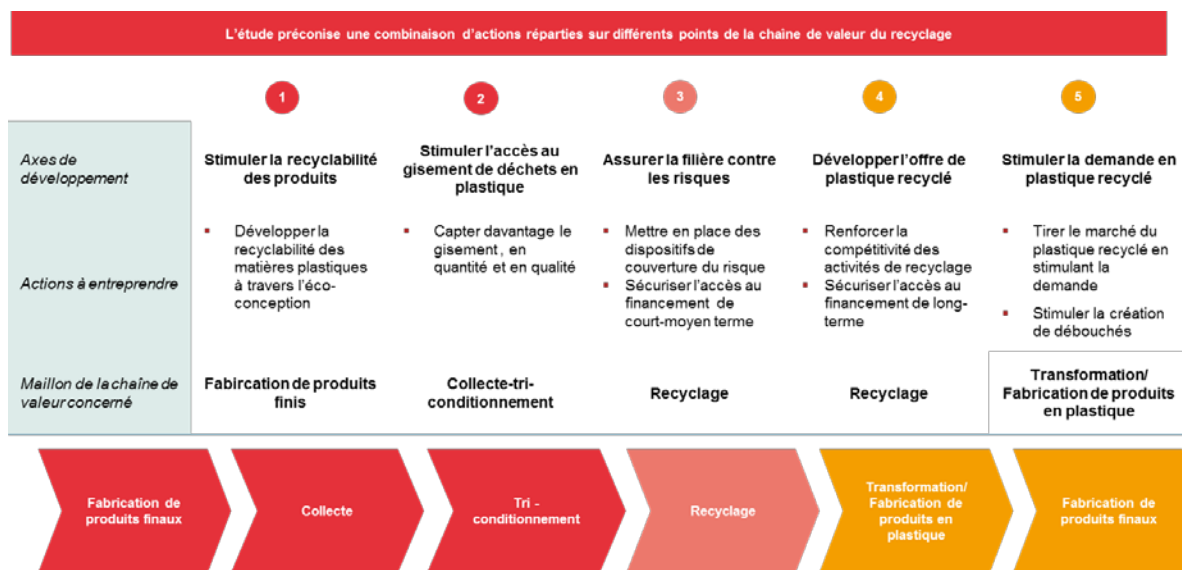 L'étude préconise une combinaison d'actions réparties sur différents points de la chaîne de valeur du recyclage
1
2
3
4
5
Axes de
développement
Stimuler la recyclabilité
des produits
Stimuler l'accès au
gisement de déchets en
plastique
Assurer la filière contre
les risques
Développer l'offre de
plastique recyclé
Stimuler la demande en
plastique recyclé
Actions à entreprendre
▪ Développer la
recyclabilité des
matières plastiques
à travers l'éco-
conception
▪ Capter davantage le
gisement, en
quantité et en qualité
▪ Mettre en place des
dispositifs de
couverture du risque
▪ Sécuriser l'accès au
financement de
court-moyen terme
▪ Renforcer la
compétitivité des
activités de recyclage
▪ Sécuriser l'accès au
financement de long-
terme
▪ Tirer le marché du
plastique recyclé en
stimulant la
demande
▪ Stimuler la création
de débouchés
Maillon de la chaîne de
valeur concerné
Fabircation de produits
finis
Collecte-tri-
conditionnement
Recyclage
Recyclage
Transformation/
Fabrication de produits
en plastique
Fabrication de
produits finaux
Collecte
Tri -
conditionnement
Recyclage
Transformation/
Fabrication de
produits en
plastique
Fabrication de
produits finaux